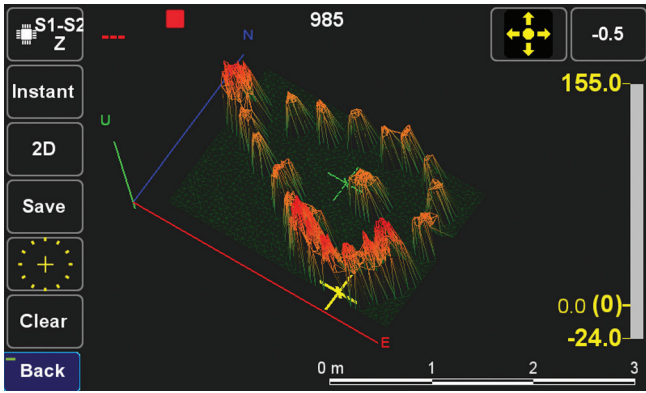 S1-S2
Z
---
985
-0.5
Instant
2D
Save
Clear
Back
N
U
E
155.0
0.0 (0)
-24.0
0 m 1 2 3